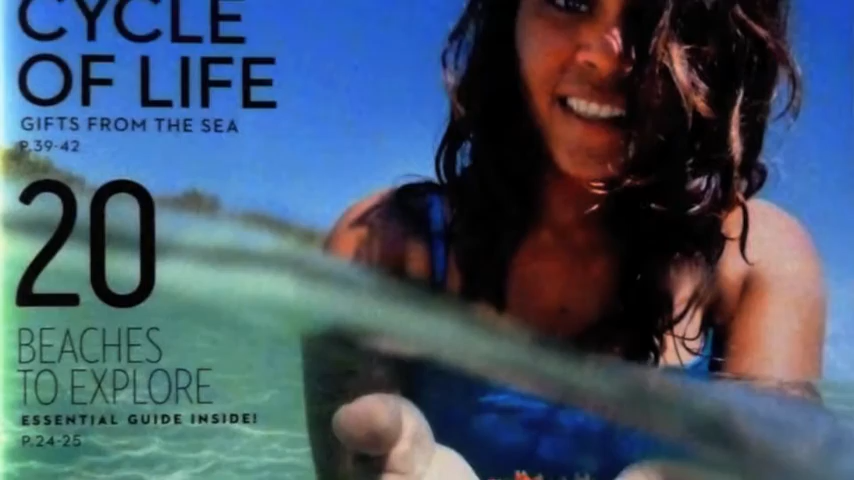 CYCLE
OF LIFE
GIFTS FROM THE SEA
P.39-42
20
BEACHES
TO EXPLORE
ESSENTIAL GUIDE INSIDE!
P.24-25